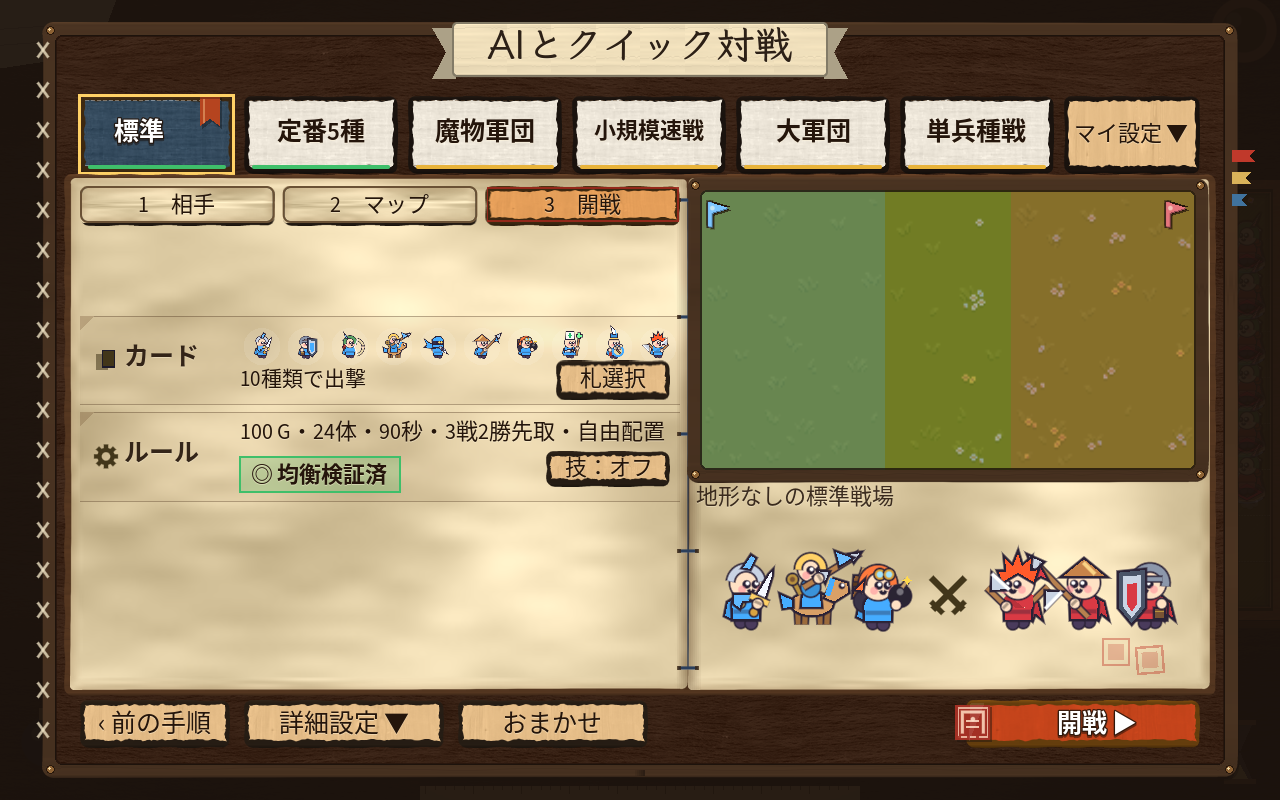 AIとクイック対戦
標準
定番5種
魔物軍団
小規模速戦
大軍団
単兵種戦
マイ設定▼
1 相手
2 マップ
3 開戦
カード
10種類で出撃
札選択
ルール
100 G・24体・90秒・3戦2勝先取・自由配置
◎均衡検証済
技：オフ
地形なしの標準戦場
‹ 前の手順
詳細設定▼
おまかせ
開戦▶